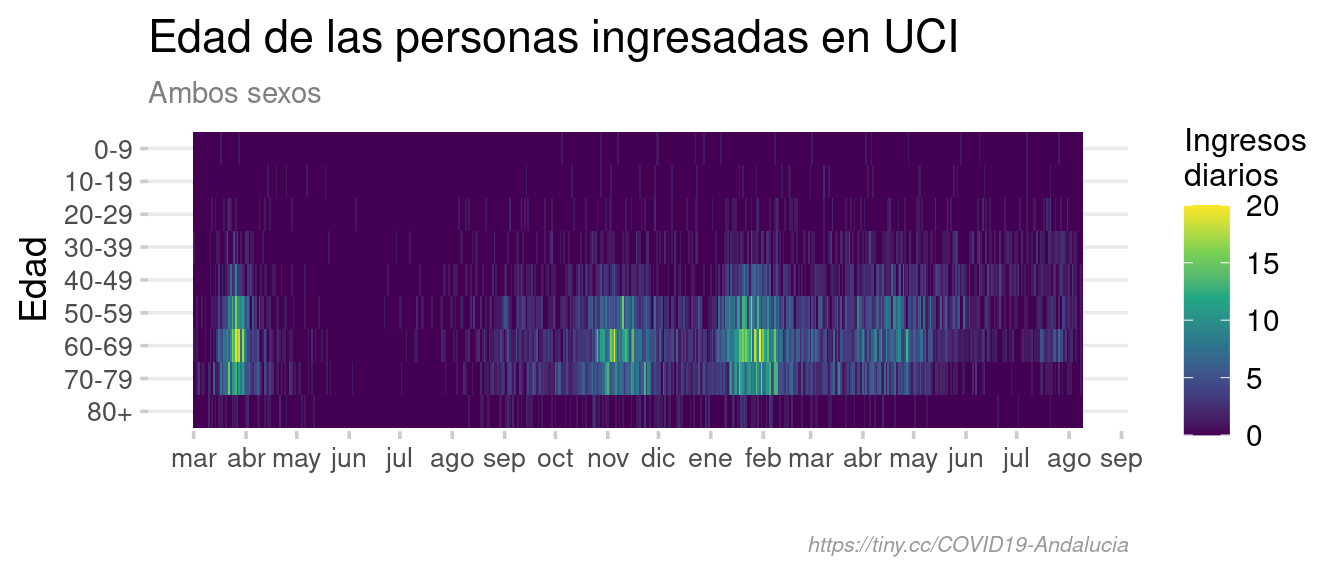 Edad de las personas ingresadas en UCI
Ambos sexos
Edad
0-9
10-19
20-29
30-39
40-49
50-59
60-69
70-79
80+
mar abr may jun jul ago sep oct nov dic ene feb mar abr may jun jul ago sep
Ingresos
diarios
20
15
10
5
0
https://tiny.cc/COVID19-Andalucia